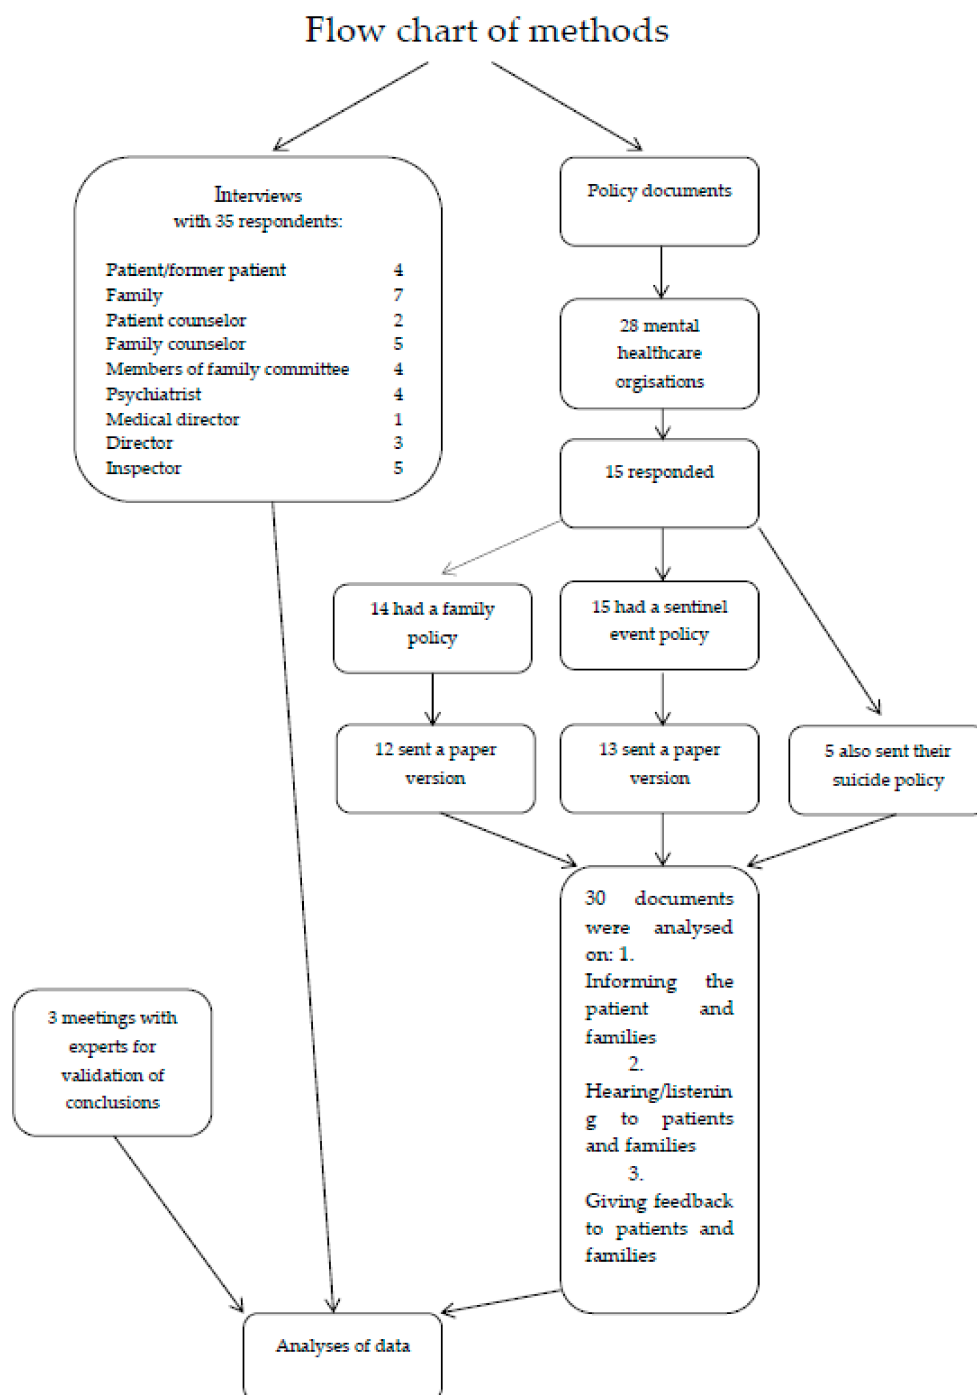 Flow chart of methods
Interviews
with 35 respondents:
Patient/former patient 4
Family 7
Patient counselor 2
Family counselor 5
Members of family committee 4
Psychiatrist 4
Medical director 1
Director 3
Inspector 5
Policy documents
28 mental
healthcare
orgisations
15 responded
14 had a family
policy
15 had a sentinel
event policy
12 sent a paper
version
13 sent a paper
version
5 also sent their
suicide policy
30 documents
were analysed
on: 1.
Informing the
patient and
families
2.
Hearing/listenin
g to patients
and families
3.
Giving feedback
to patients and
families
3 meetings with
experts for
validation of
conclusions
Analyses of data